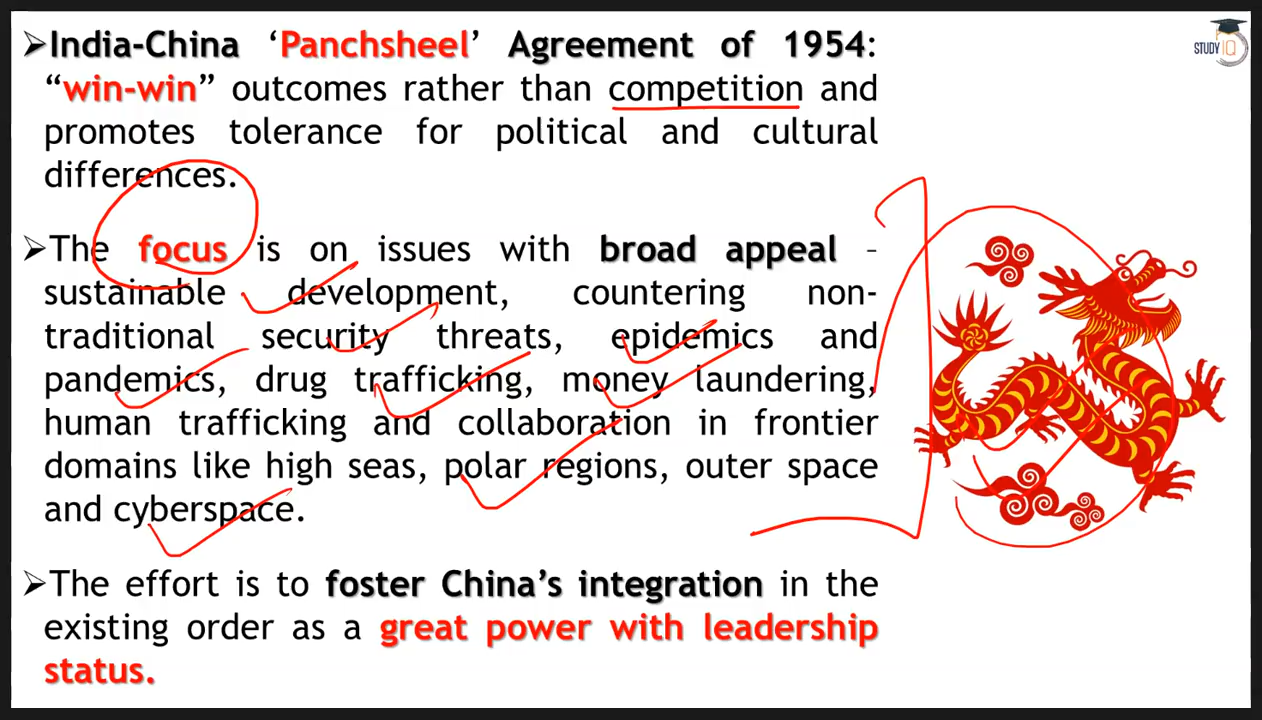 ➢India-China ‘Panchsheel’ Agreement of 1954:
“win-win” outcomes rather than competition and
promotes tolerance for political and cultural
differences.
➢The focus is on issues with broad appeal –
sustainable development, countering non-
traditional security threats, epidemics and
pandemics, drug trafficking, money laundering,
human trafficking and collaboration in frontier
domains like high seas, polar regions, outer space
and cyberspace.
➢The effort is to foster China’s integration in the
existing order as a great power with leadership
status.
STUDY IQ